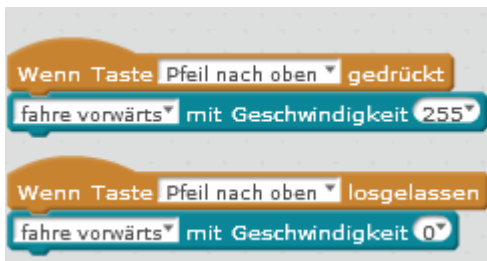 Wenn Taste Pfeil nach oben gedrückt
fahre vorwärts mit Geschwindigkeit 255
Wenn Taste Pfeil nach oben losgelassen
fahre vorwärts mit Geschwindigkeit 0